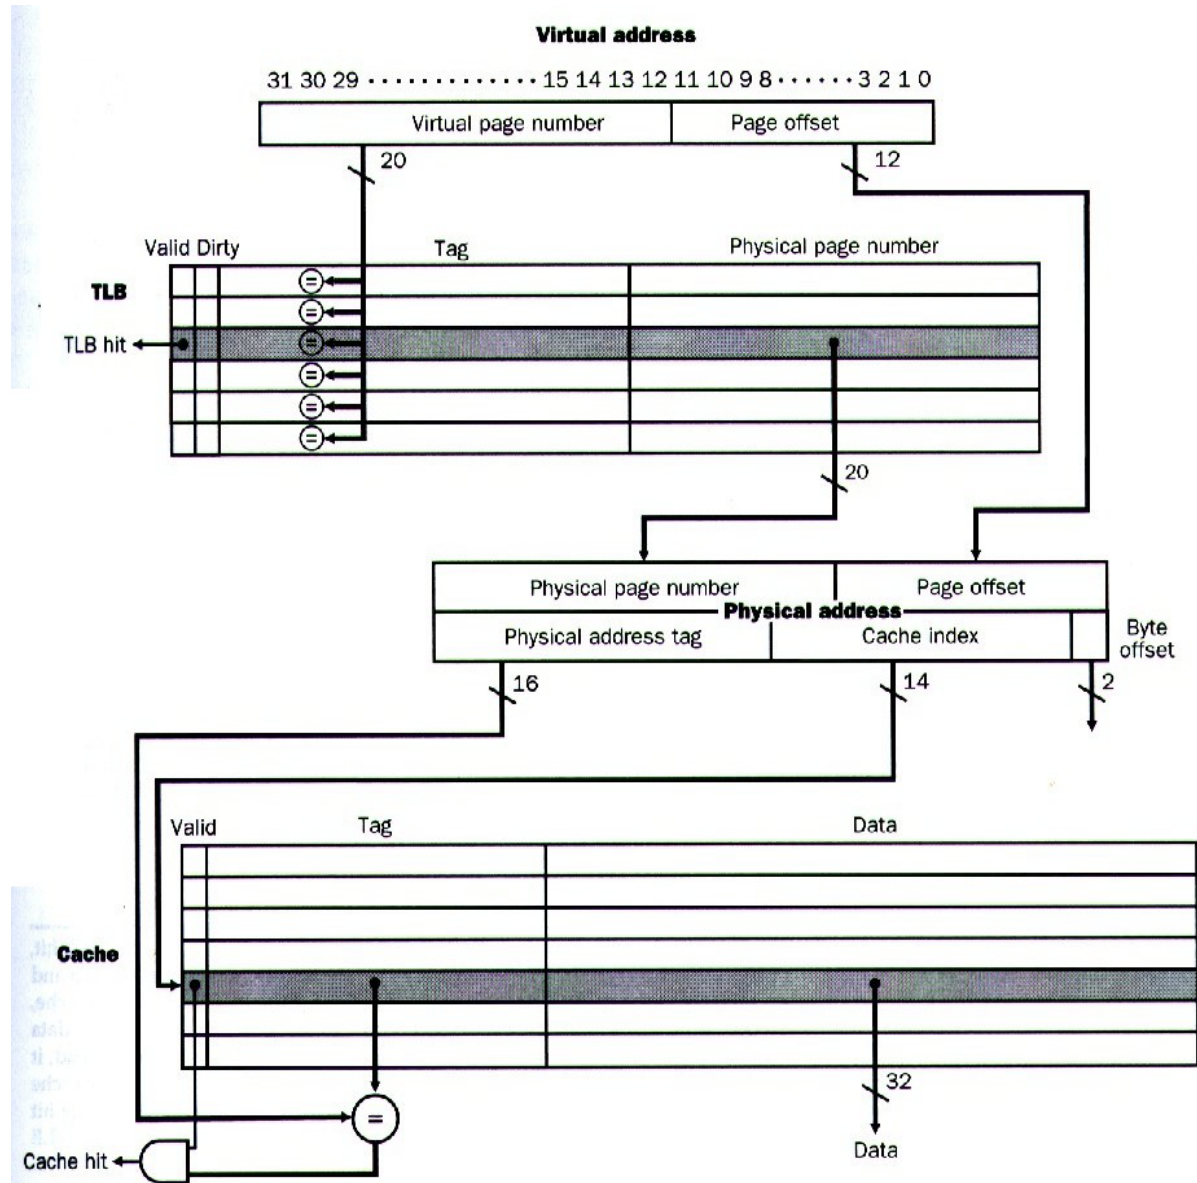 Virtual address
31 30 29 ············· 15 14 13 12 11 10 9 8 ······ 3 2 1 0
Virtual page number Page offset
20 12
Valid Dirty Tag Physical page number
TLB
= 
=
TLB hit =
=
=
=
20
Physical page number Page offset
Physical address
Physical address tag Cache index Byte
offset
16 14 2
Valid Tag Data
Cache
32
=
Data
Cache hit